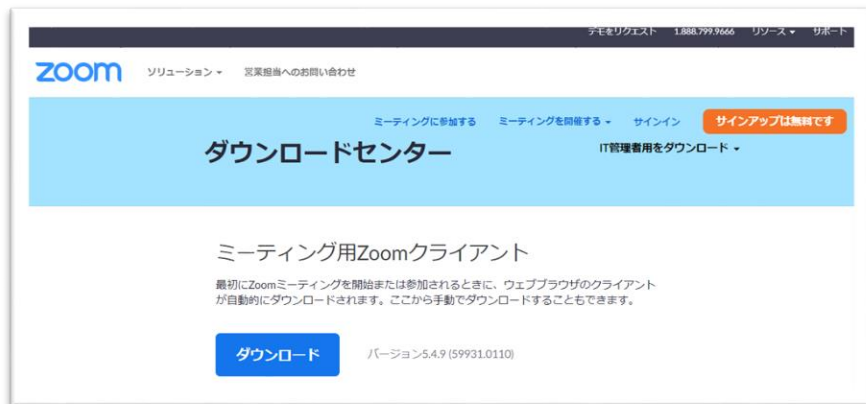 デモをリクエスト 1.888.799.9666 リソース サポート
zoom ソリューション 営業担当へのお問い合わせ
ミーティングに参加する ミーティングを開催する サインイン サインアップは無料です
ダウンロードセンター IT管理者用をダウンロード
ミーティング用Zoomクライアント
最初にZoomミーティングを開始または参加されるときに、ウェブブラウザのクライアント
が自動的にダウンロードされます。ここから手動でダウンロードすることもできます。
ダウンロード バージョン5.4.9 (59931.0110)